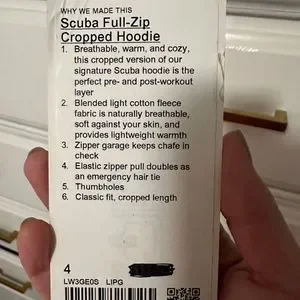 WHY WE MADE THIS
Scuba Full-Zip
Cropped Hoodie
1. Breathable, warm, and cozy,
this cropped version of our
signature Scuba hoodie is the
perfect pre- and post-workout
layer
2. Blended light cotton fleece
fabric is naturally breathable,
soft against your skin, and
provides lightweight warmth
3. Zipper garage keeps chafe in
check
4. Elastic zipper pull doubles as
an emergency hair tie
5. Thumbholes
6. Classic fit, cropped length
4
LW3GE0S LIPG